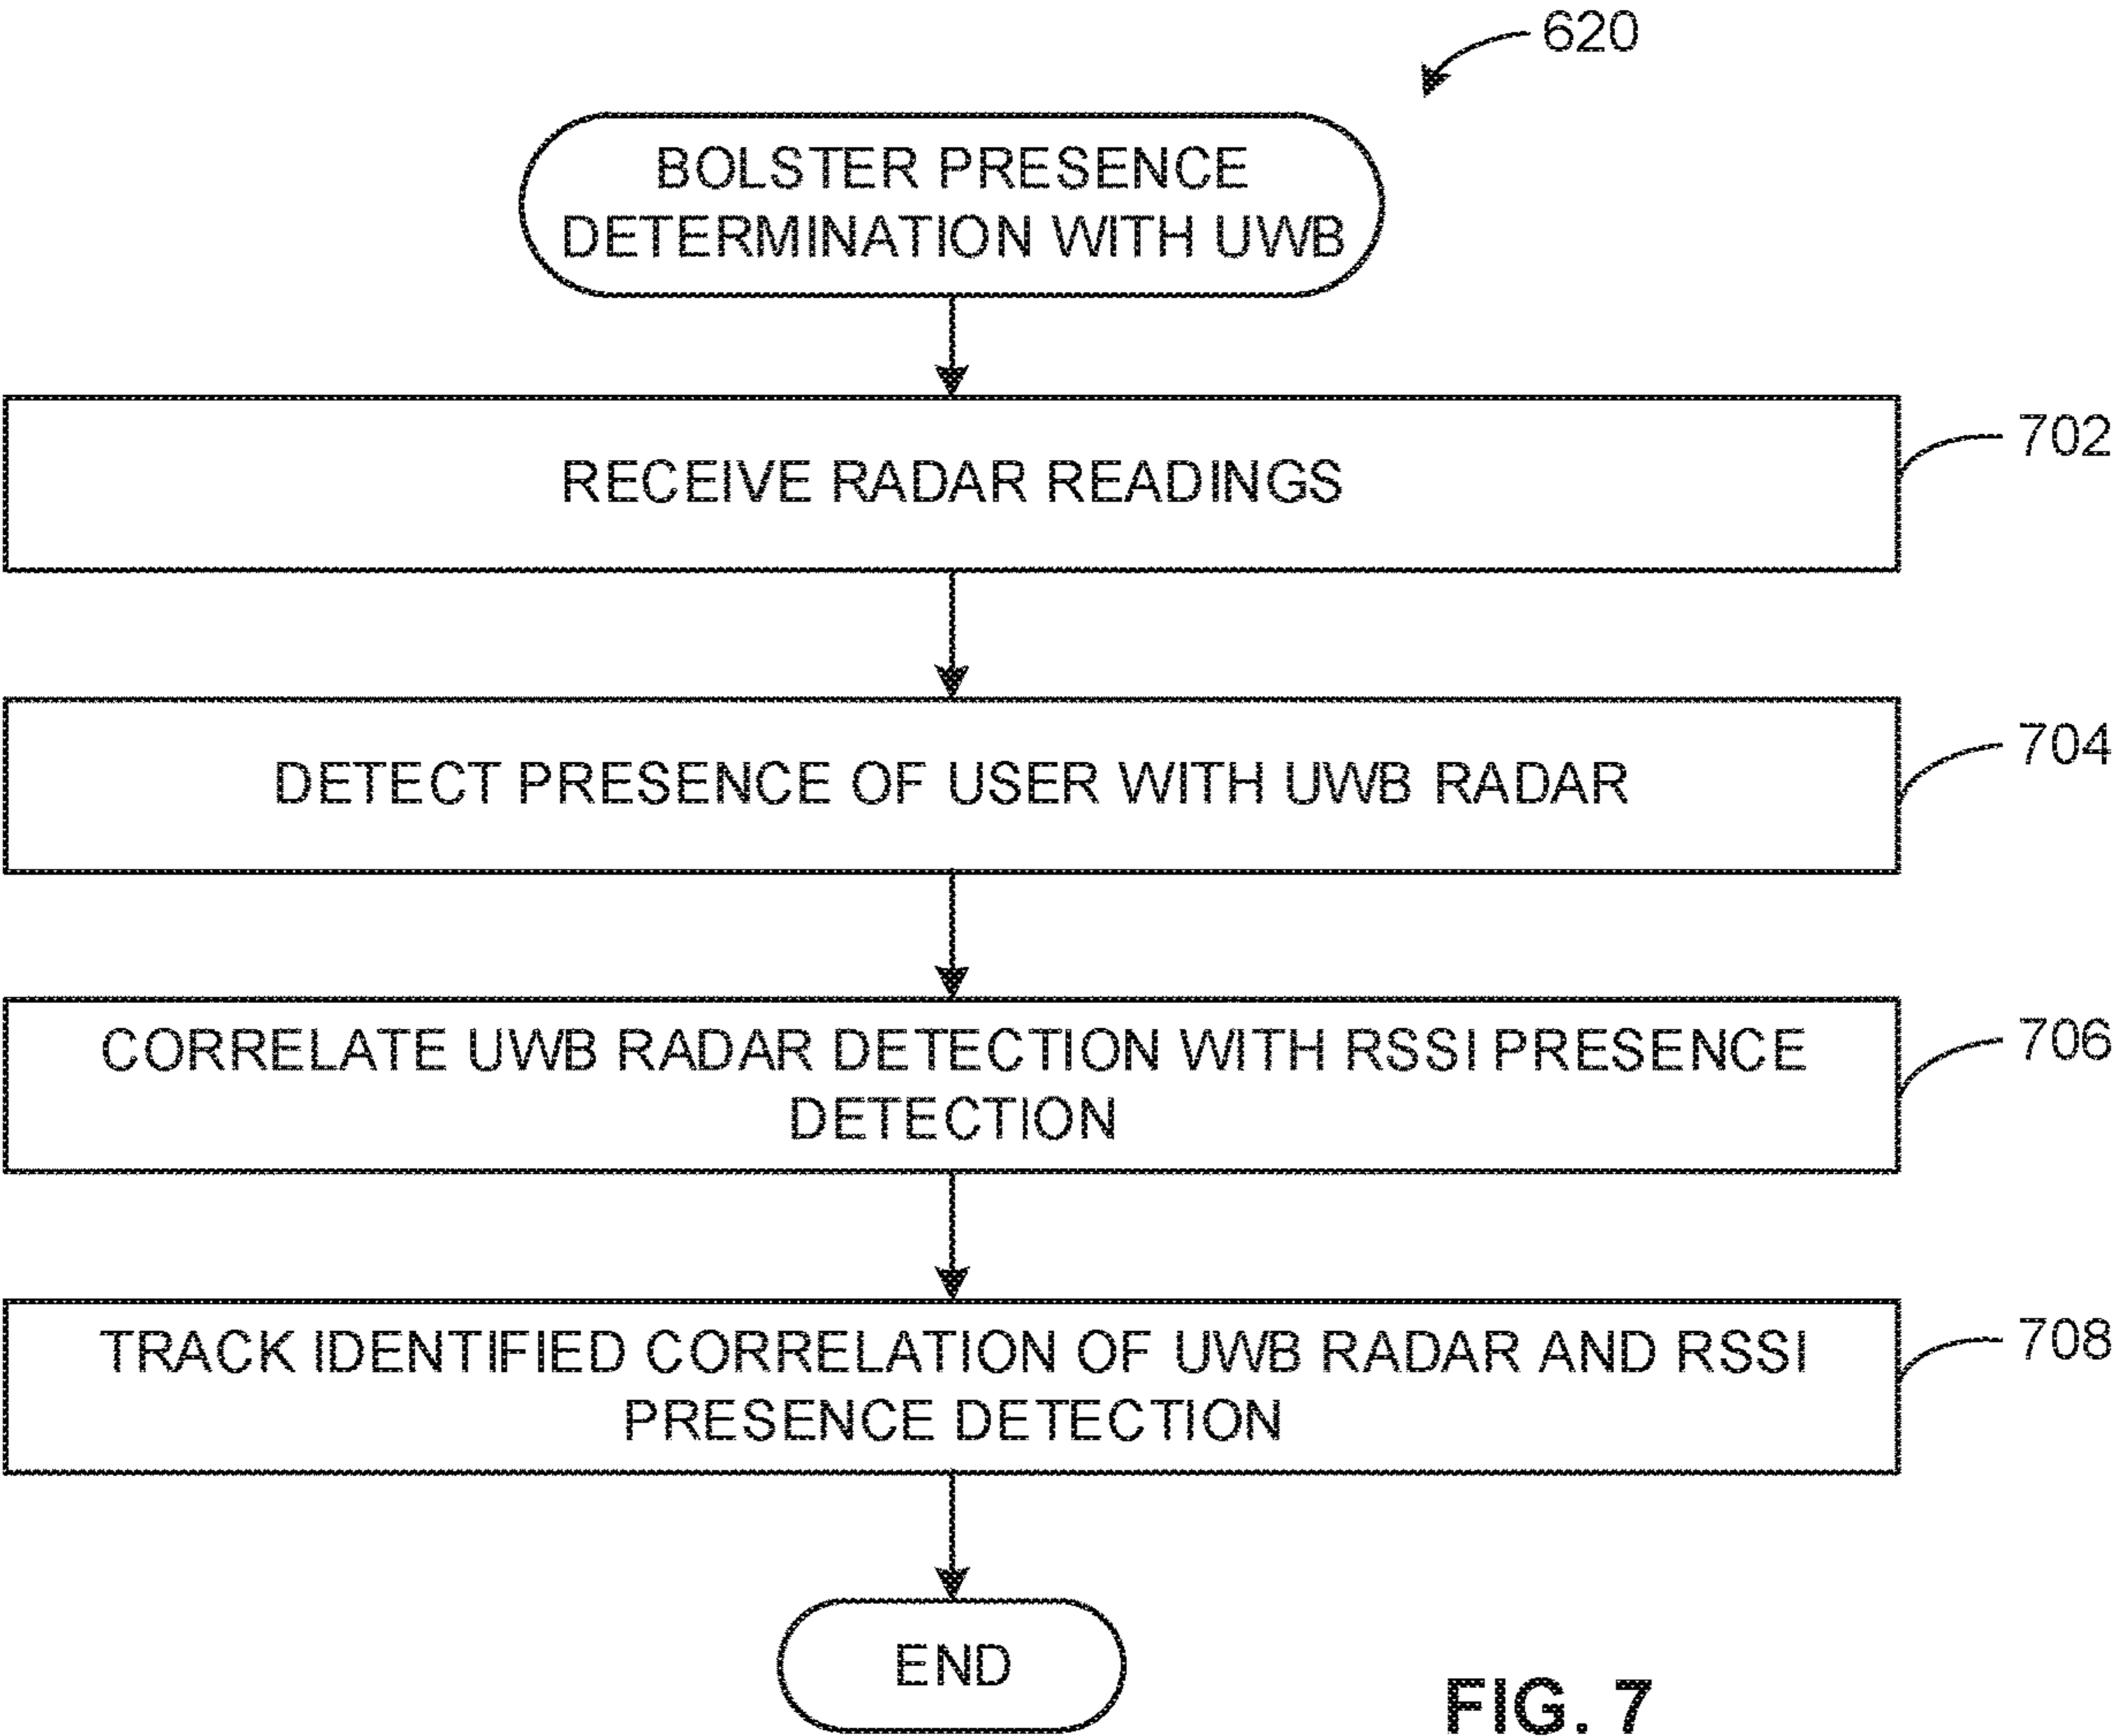 620
BOLSTER PRESENCE
DETERMINATION WITH UWB
RECEIVE RADAR READINGS
702
DETECT PRESENCE OF USER WITH UWB RADAR
704
CORRELATE UWB RADAR DETECTION WITH RSSI PRESENCE
DETECTION
706
TRACK IDENTIFIED CORRELATION OF UWB RADAR AND RSSI
PRESENCE DETECTION
708
END
FIG. 7